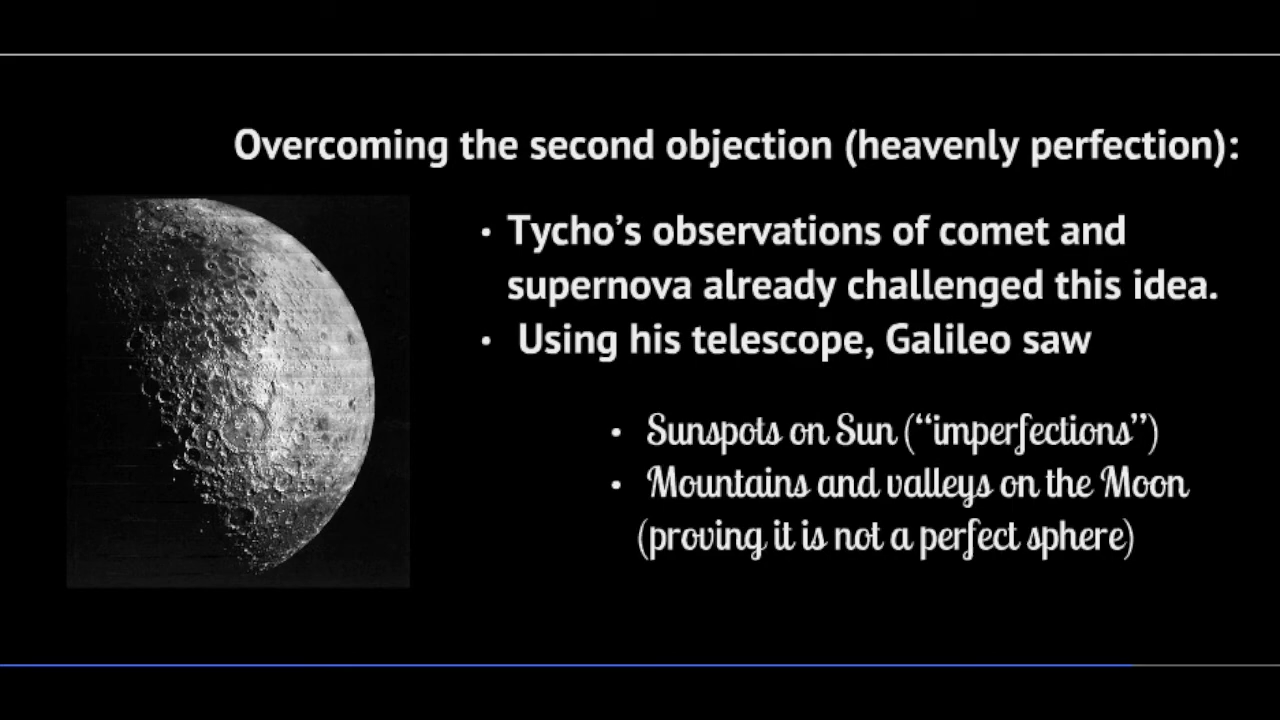 Overcoming the second objection (heavenly perfection):
• Tycho’s observations of comet and
supernova already challenged this idea.
• Using his telescope, Galileo saw
• Sunspots on Sun (“imperfections”)
• Mountains and valleys on the Moon
(proving it is not a perfect sphere)